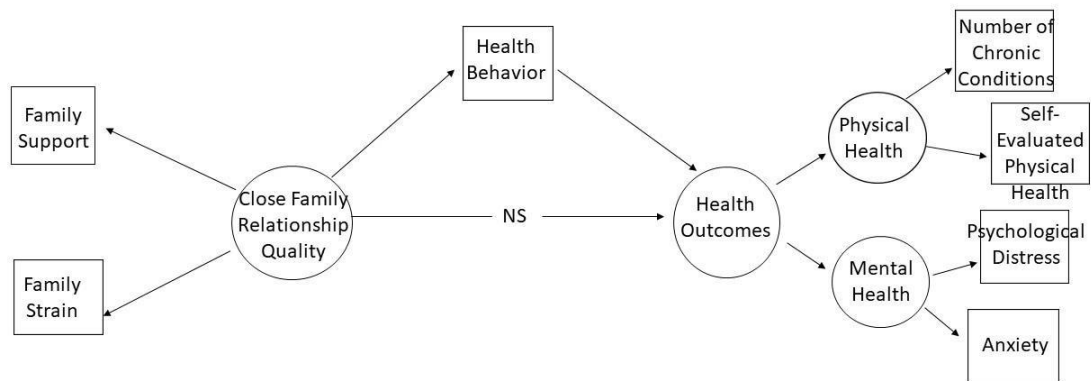 Number of
Chronic
Conditions
Health
Behavior
Family
Support
Physical
Health
Self-
Evaluated
Physical
Health
Close Family
Relationship
Quality
NS
Health
Outcomes
Psychological
Distress
Mental
Health
Family
Strain
Anxiety